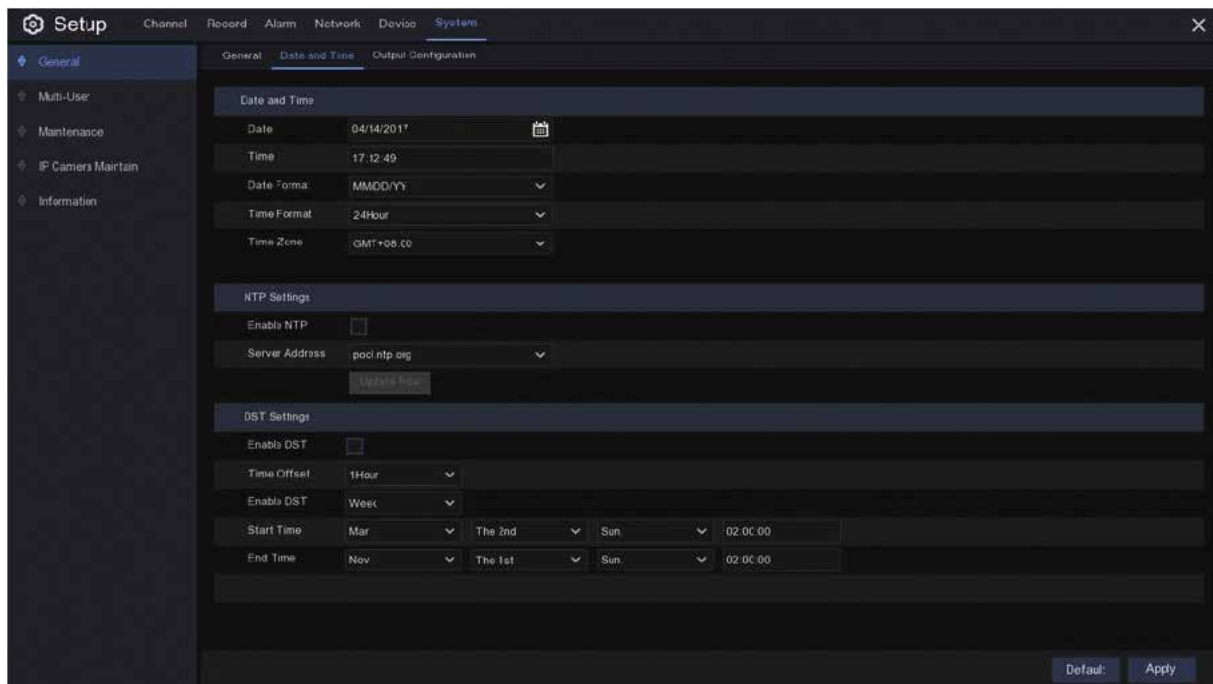 Setup Channel Record Alarm Network Device System
General Date and Time Output Configuration
General
Multi-User
Maintenance
IP Camera Maintain
Information
Date and Time
Date 04/14/2017
Time 17:12:49
Date Format MM/DD/YY
Time Format 24Hour
Time Zone GMT+08:00
NTP Settings
Enable NTP
Server Address pool.ntp.org
Update Now
DST Settings
Enable DST
Time Offset 1Hour
Enable DST Week
Start Time Mar The 2nd Sun 02:00:00
End Time Nov The 1st Sun 02:00:00
Default Apply